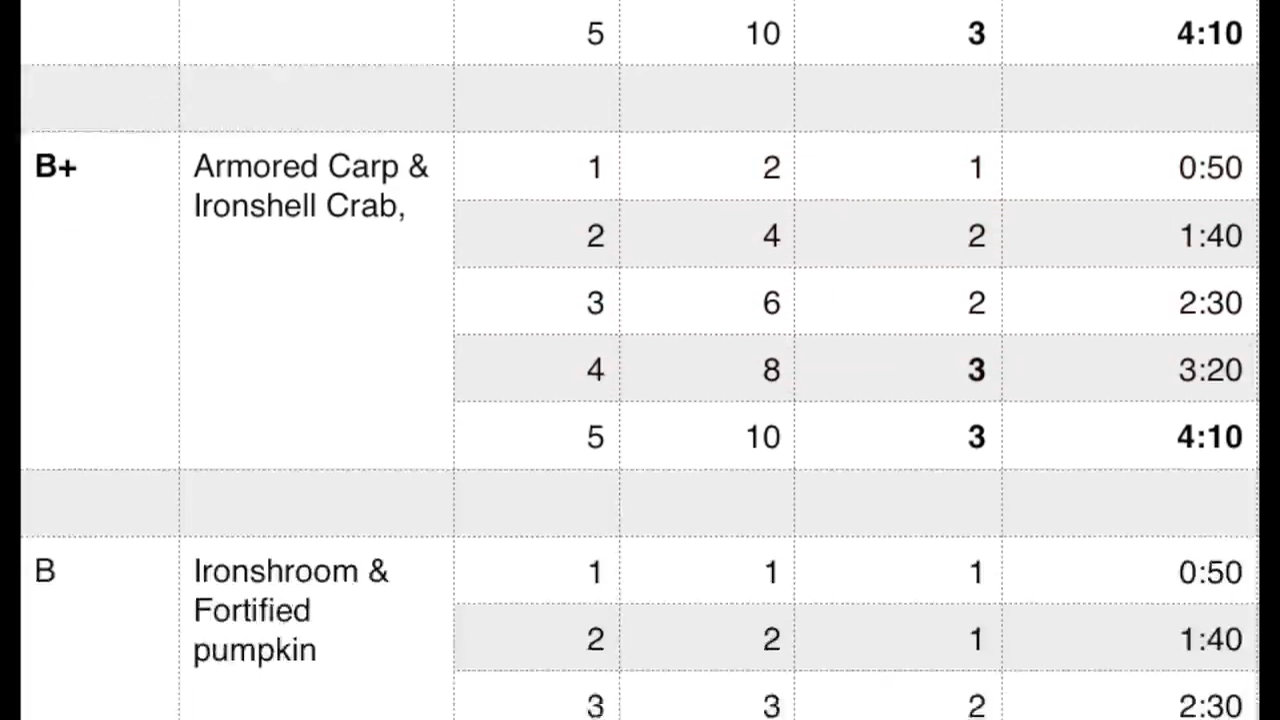 5 10 3 4:10
B+ Armored Carp & 1 2 1 0:50
Ironshell Crab,
2 4 2 1:40
3 6 2 2:30
4 8 3 3:20
5 10 3 4:10
B Ironshroom & 1 1 1 0:50
Fortified
2 2 1 1:40
pumpkin
3 3 2 2:30